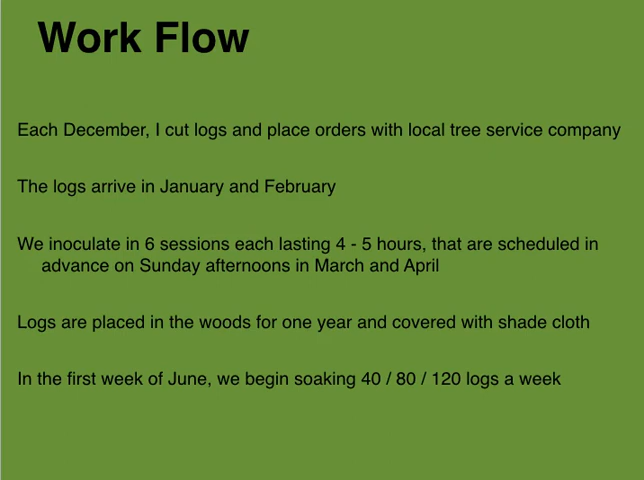 Work Flow
Each December, I cut logs and place orders with local tree service company
The logs arrive in January and February
We inoculate in 6 sessions each lasting 4 - 5 hours, that are scheduled in
advance on Sunday afternoons in March and April
Logs are placed in the woods for one year and covered with shade cloth
In the first week of June, we begin soaking 40 / 80 / 120 logs a week